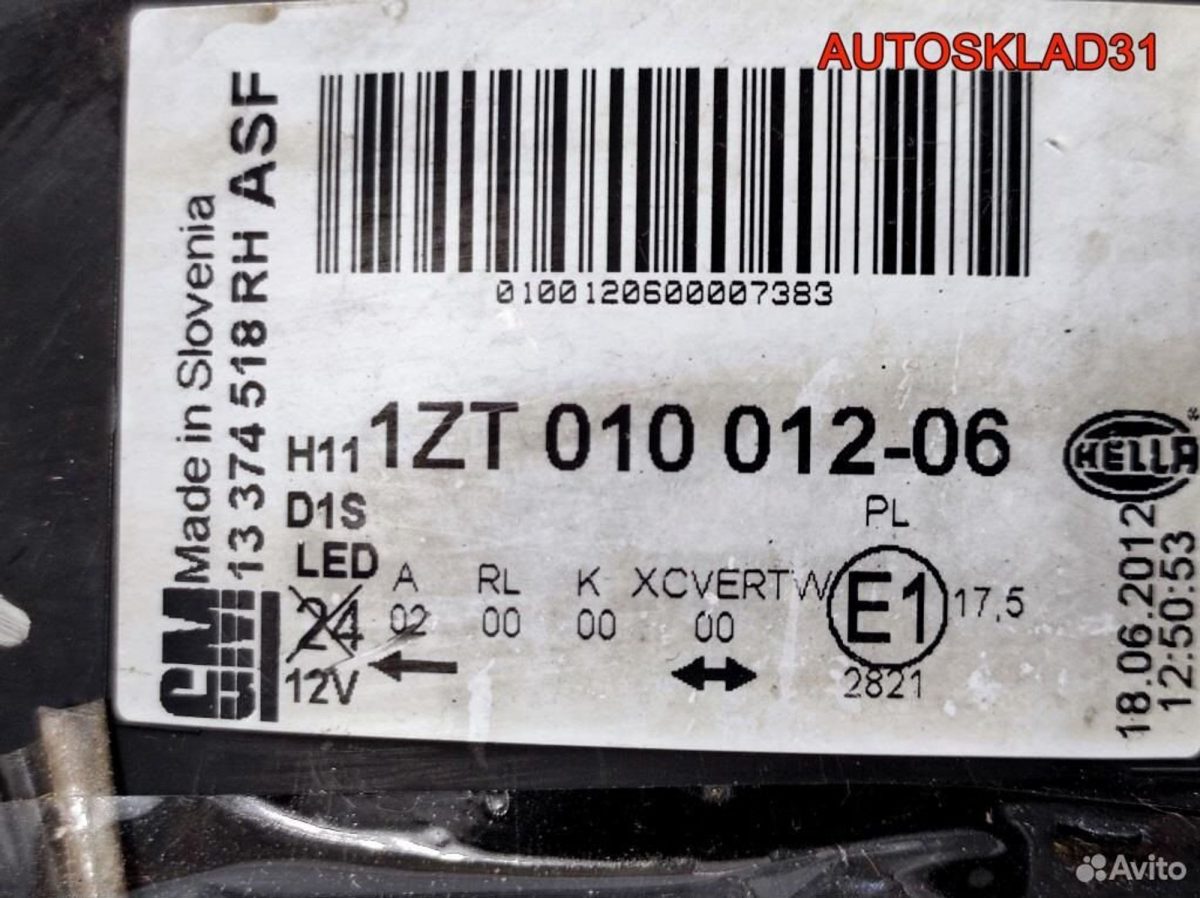 AUTOSKLAD31
0100120600007383
Made in Slovenia
13 374 518 RH ASF
GM
H11 1ZT 010 012-06
D1S
LED
24
12V
A
02
RL
00
K
00
XCVERTW
00
PL
E1
17,5
2821
HELLA
18.06.2012
12:50:53
Avito